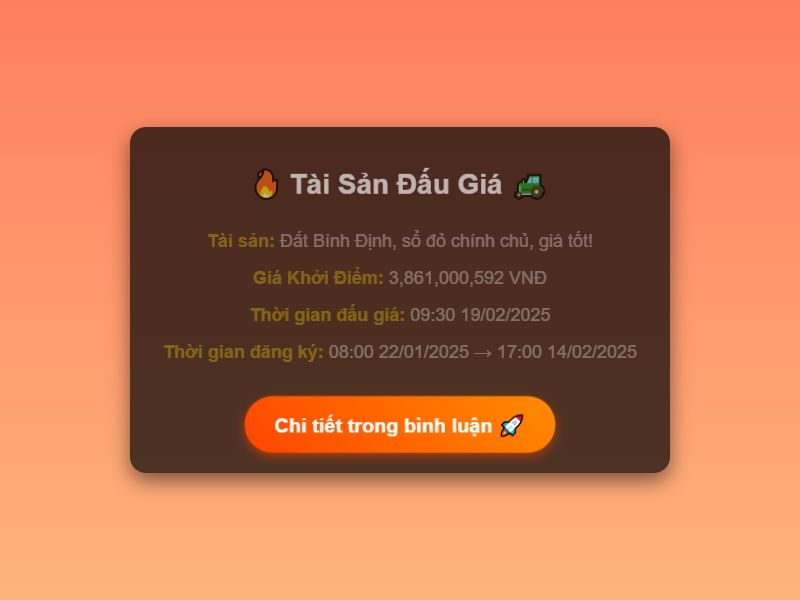 🔥 Tài Sản Đấu Giá 🚜
Tài sản: Đất Bình Định, sổ đỏ chính chủ, giá tốt!
Giá Khởi Điểm: 3,861,000,592 VNĐ
Thời gian đấu giá: 09:30 19/02/2025
Thời gian đăng ký: 08:00 22/01/2025 → 17:00 14/02/2025
Chi tiết trong bình luận 🚀